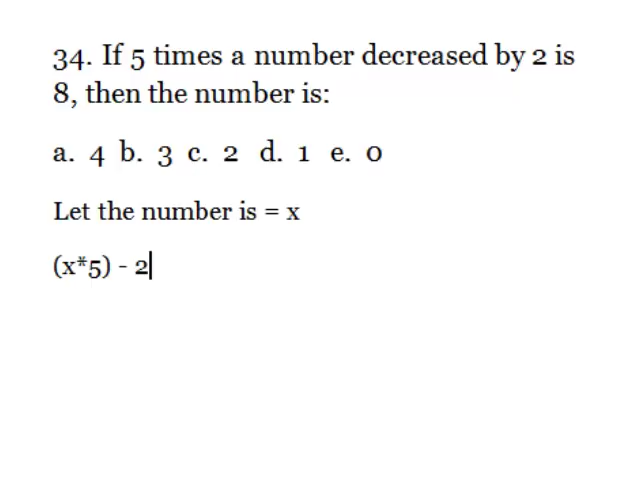 34. If 5 times a number decreased by 2 is
8, then the number is:
a. 4 b. 3 c. 2 d. 1 e. 0
Let the number is = x
(x*5) - 2